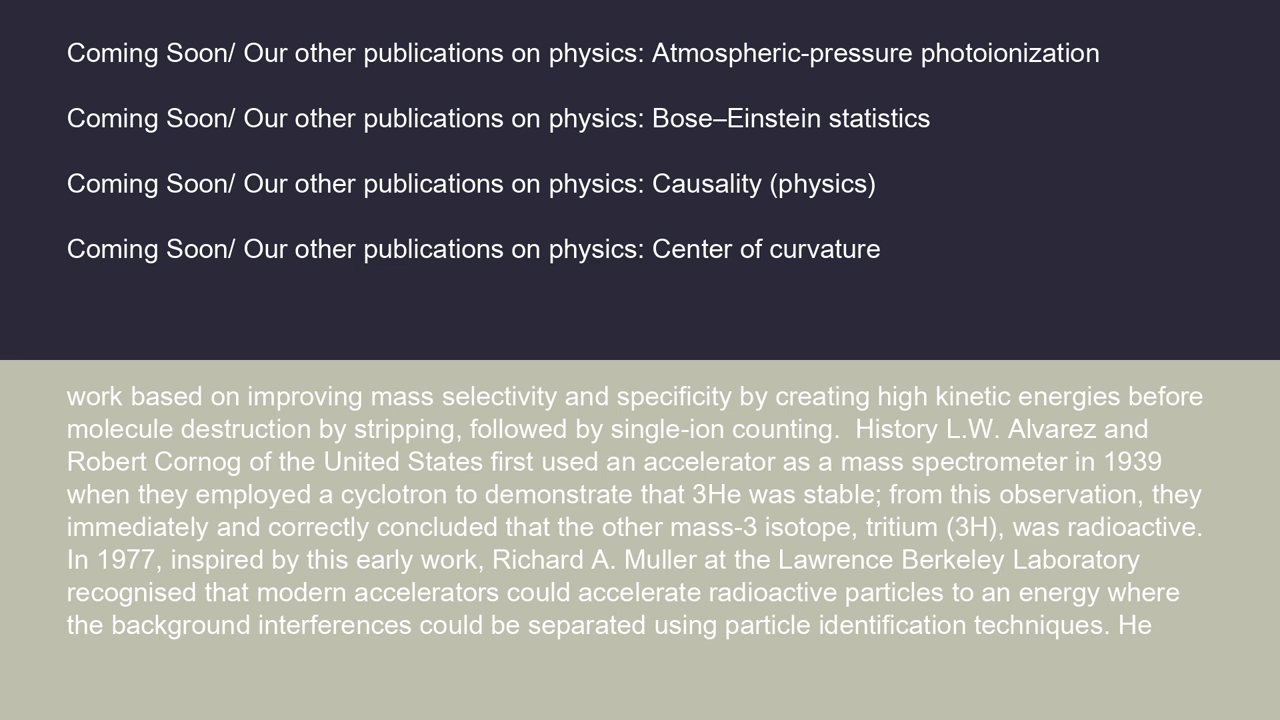 Coming Soon/ Our other publications on physics: Atmospheric-pressure photoionization
Coming Soon/ Our other publications on physics: Bose–Einstein statistics
Coming Soon/ Our other publications on physics: Causality (physics)
Coming Soon/ Our other publications on physics: Center of curvature
work based on improving mass selectivity and specificity by creating high kinetic energies before
molecule destruction by stripping, followed by single-ion counting.  History L.W. Alvarez and
Robert Cornog of the United States first used an accelerator as a mass spectrometer in 1939
when they employed a cyclotron to demonstrate that 3He was stable; from this observation, they
immediately and correctly concluded that the other mass-3 isotope, tritium (3H), was radioactive.
In 1977, inspired by this early work, Richard A. Muller at the Lawrence Berkeley Laboratory
recognised that modern accelerators could accelerate radioactive particles to an energy where
the background interferences could be separated using particle identification techniques. He